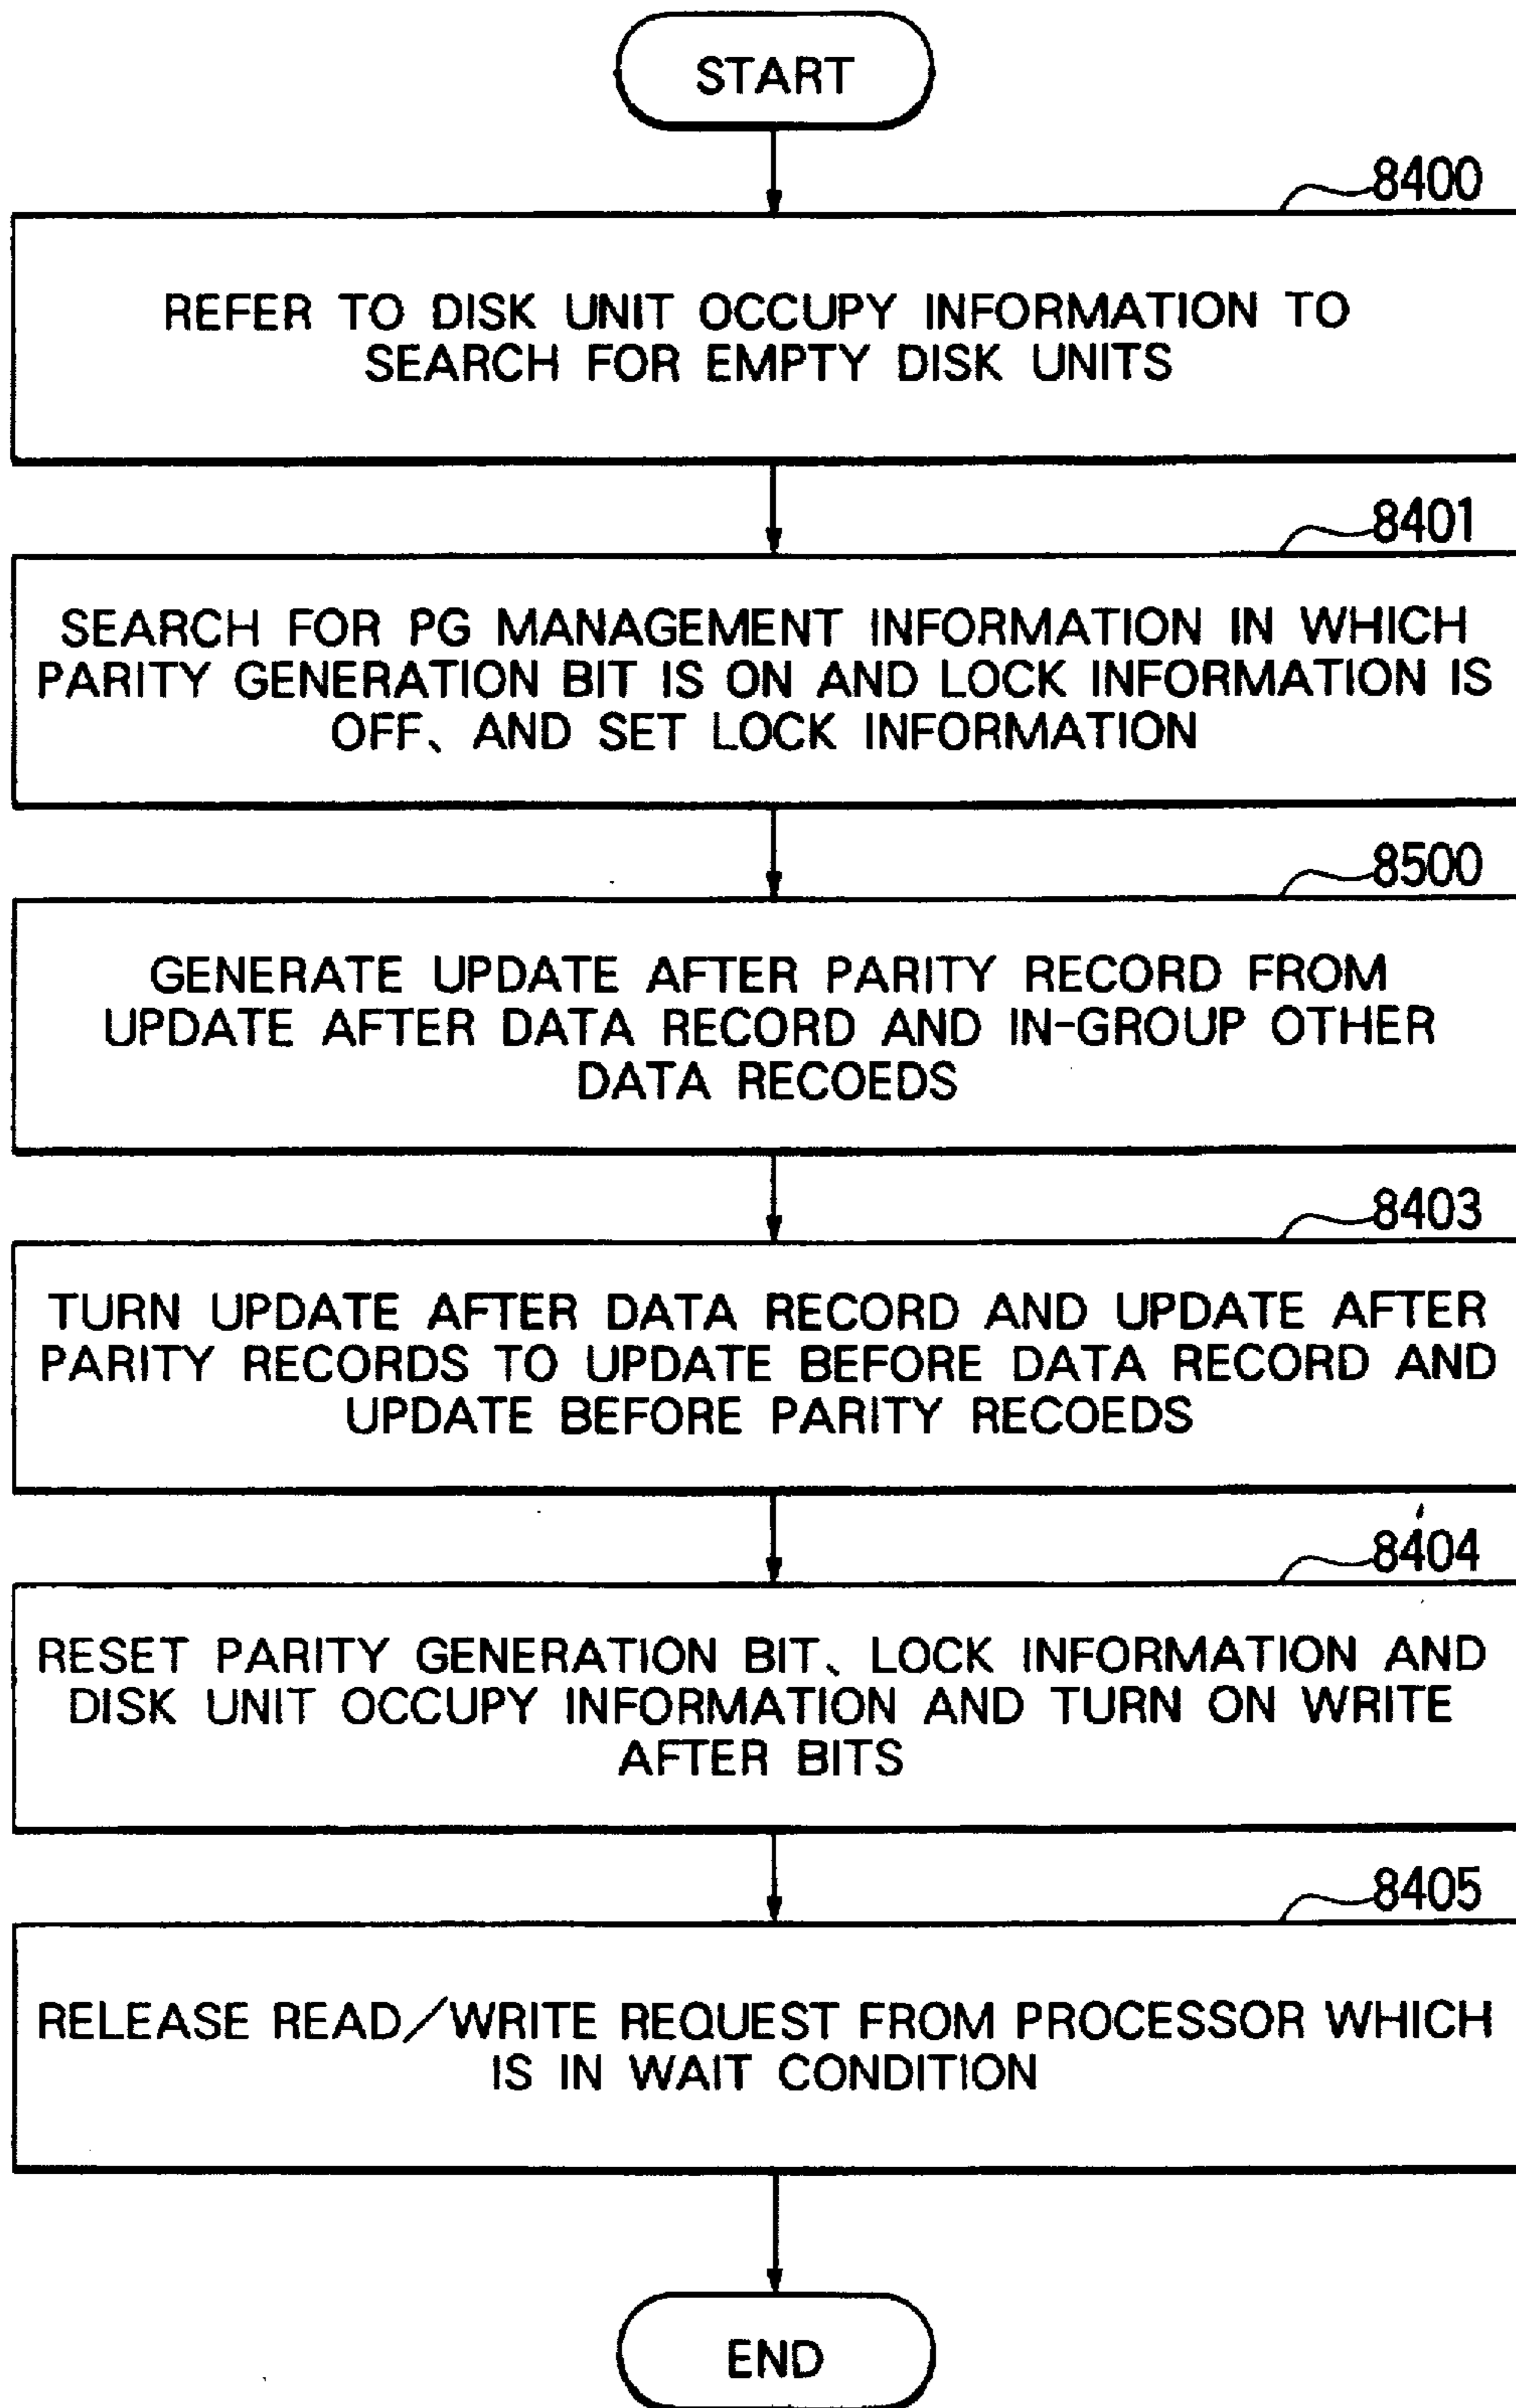 START
8400
REFER TO DISK UNIT OCCUPY INFORMATION TO
SEARCH FOR EMPTY DISK UNITS
8401
SEARCH FOR PG MANAGEMENT INFORMATION IN WHICH
PARITY GENERATION BIT IS ON AND LOCK INFORMATION IS
OFF、AND SET LOCK INFORMATION
8500
GENERATE UPDATE AFTER PARITY RECORD FROM
UPDATE AFTER DATA RECORD AND IN-GROUP OTHER
DATA RECOEDS
8403
TURN UPDATE AFTER DATA RECORD AND UPDATE AFTER
PARITY RECORDS TO UPDATE BEFORE DATA RECORD AND
UPDATE BEFORE PARITY RECOEDS
8404
RESET PARITY GENERATION BIT、LOCK INFORMATION AND
DISK UNIT OCCUPY INFORMATION AND TURN ON WRITE
AFTER BITS
8405
RELEASE READ/WRITE REQUEST FROM PROCESSOR WHICH
IS IN WAIT CONDITION
END